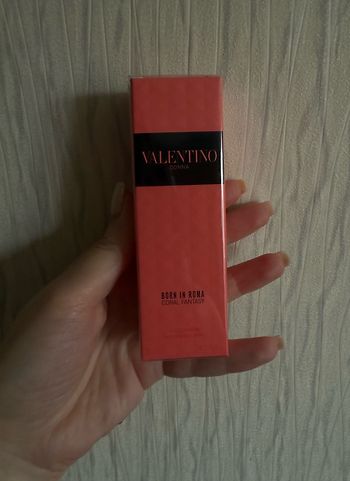 VALENTINO
DONNA
BORN IN ROMA
CORAL FANTASY